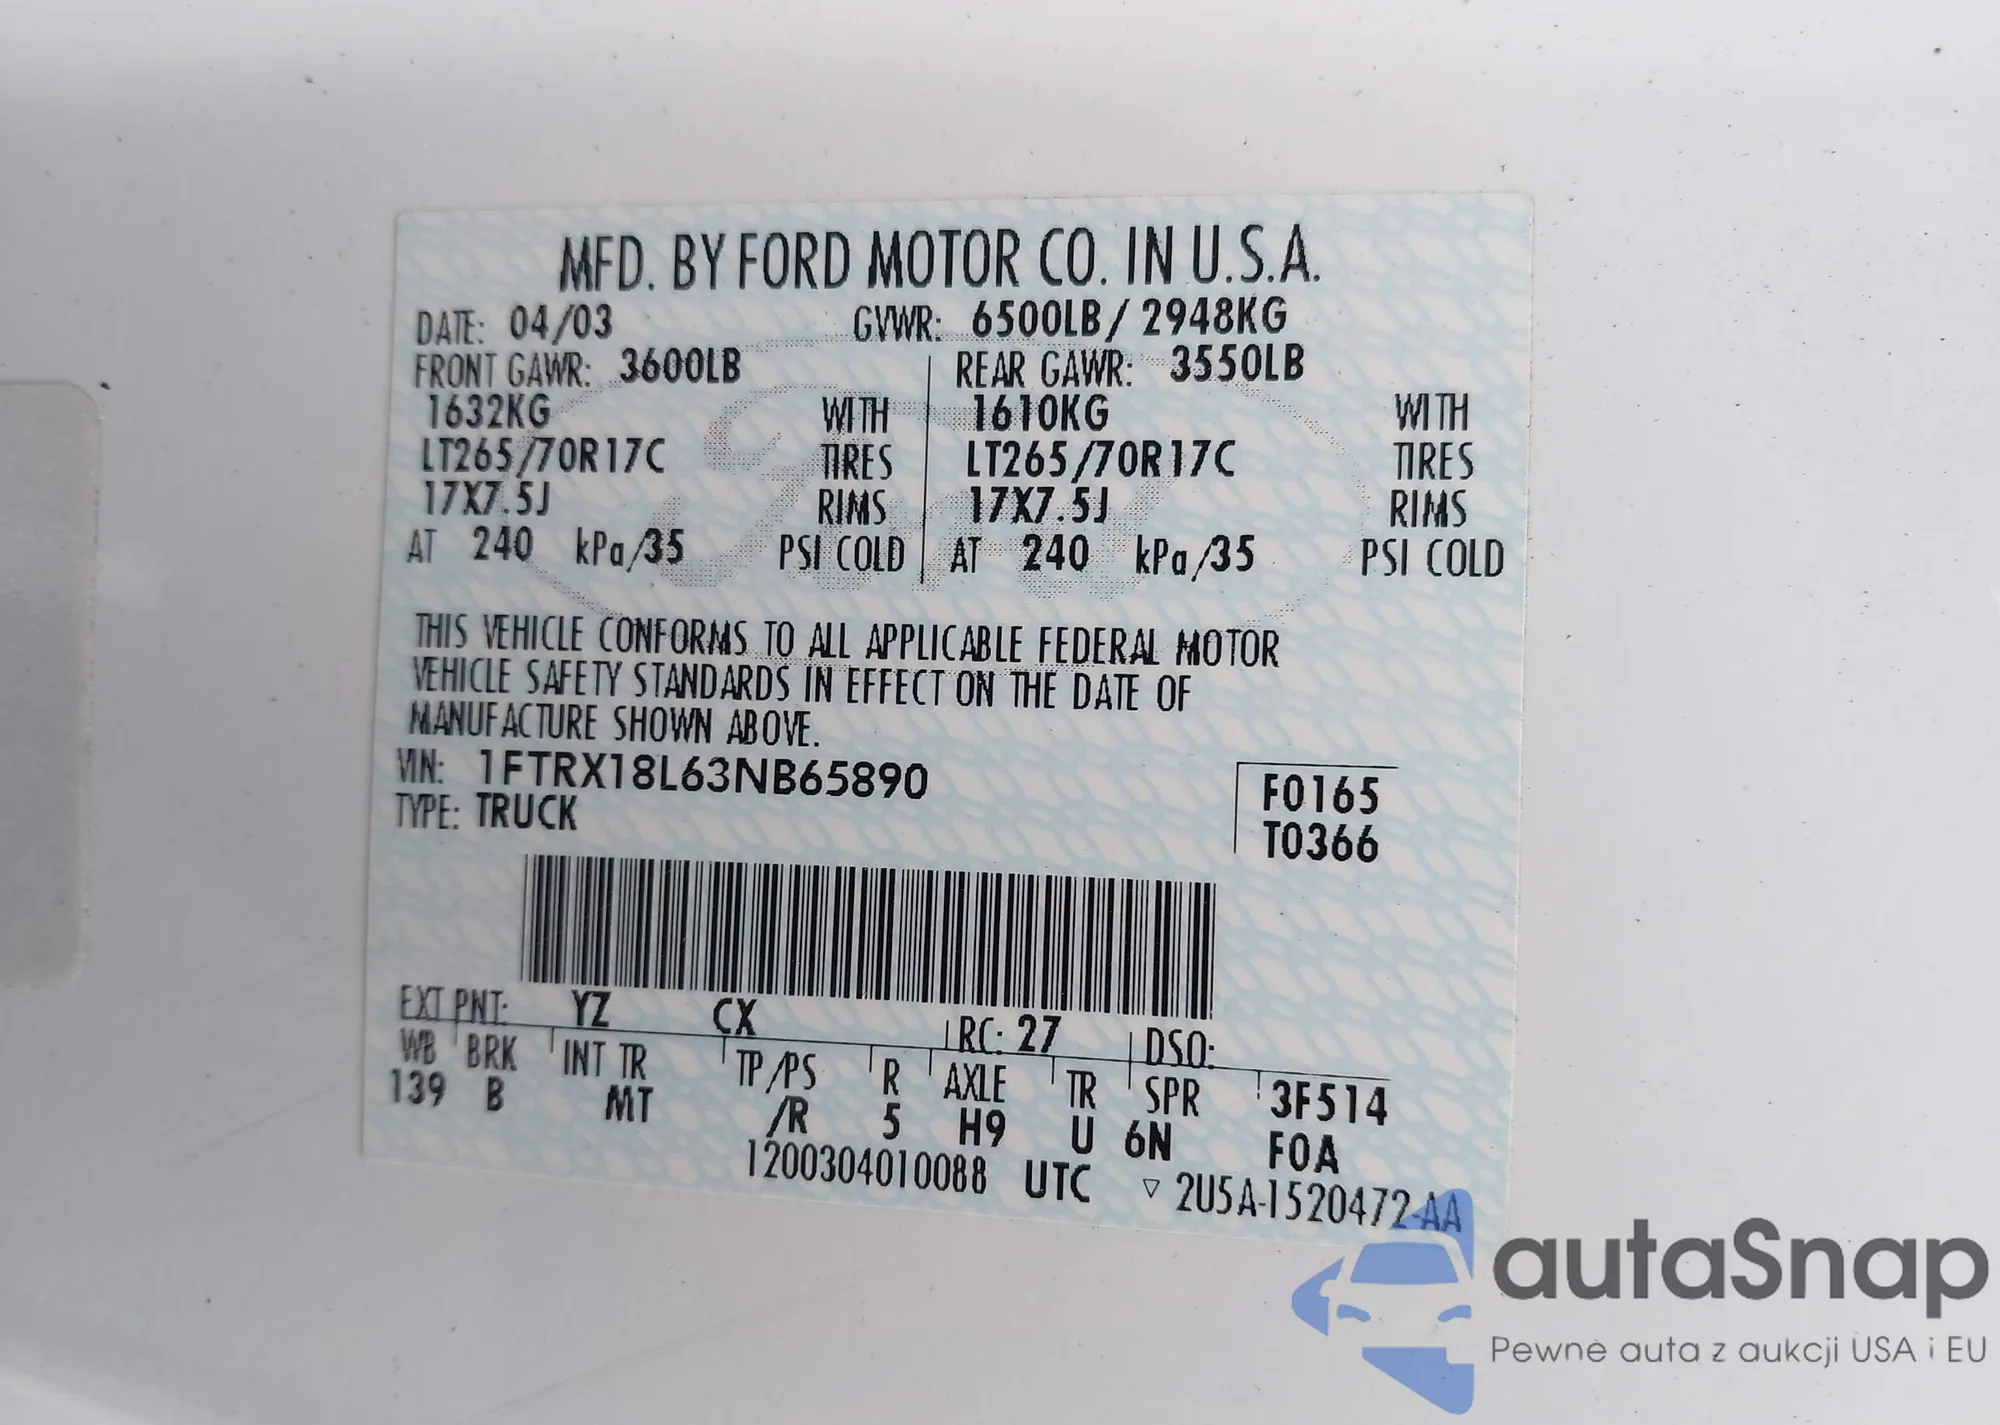 MFD. BY FORD MOTOR CO. IN U.S.A.
DATE: 04/03 GVWR: 6500LB/ 2948KG
FRONT GAWR: 3600LB REAR GAWR: 3550LB
1632KG WITH 1610KG WITH
LT265/70R17C TIRES LT265/70R17C TIRES
17X7.5J RIMS 17X7.5J RIMS
AT 240 kPa/35 PSI COLD AT 240 kPa/35 PSI COLD
THIS VEHICLE CONFORMS TO ALL APPLICABLE FEDERAL MOTOR
VEHICLE SAFETY STANDARDS IN EFFECT ON THE DATE OF
MANUFACTURE SHOWN ABOVE.
VIN: 1FTRX18L63NB65890
TYPE: TRUCK
F0165
T0366
EXT PNT: YZ CX RC: 27 DSO:
WB BRK INT TR TP/PS R AXLE TR SPR 3F514
139 B MT /R 5 H9 U 6N F0A
1200304010088 UTC ▽ 2U5A-1520472-AA
autaSnap
Pewne auta z aukcji USA i EU